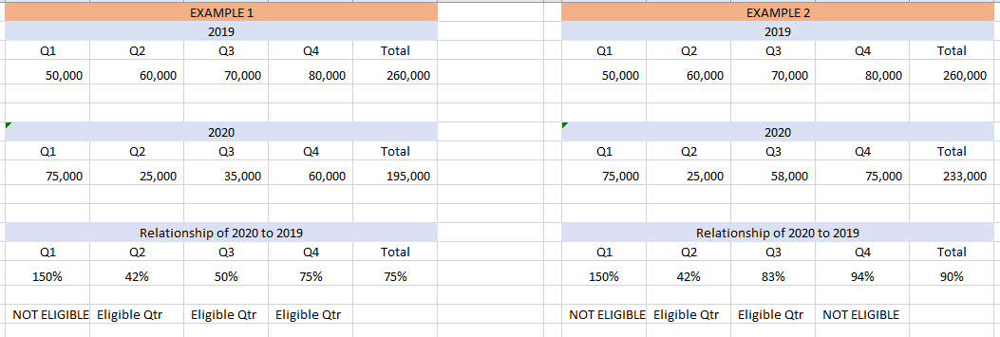 EXAMPLE 1 EXAMPLE 2
2019 2019
Q1 Q2 Q3 Q4 Total Q1 Q2 Q3 Q4 Total
50,000 60,000 70,000 80,000 260,000 50,000 60,000 70,000 80,000 260,000
2020 2020
Q1 Q2 Q3 Q4 Total Q1 Q2 Q3 Q4 Total
75,000 25,000 35,000 60,000 195,000 75,000 25,000 58,000 75,000 233,000
Relationship of 2020 to 2019 Relationship of 2020 to 2019
Q1 Q2 Q3 Q4 Total Q1 Q2 Q3 Q4 Total
150% 42% 50% 75% 75% 150% 42% 83% 94% 90%
NOT ELIGIBLE Eligible Qtr Eligible Qtr Eligible Qtr NOT ELIGIBLE Eligible Qtr Eligible Qtr NOT ELIGIBLE